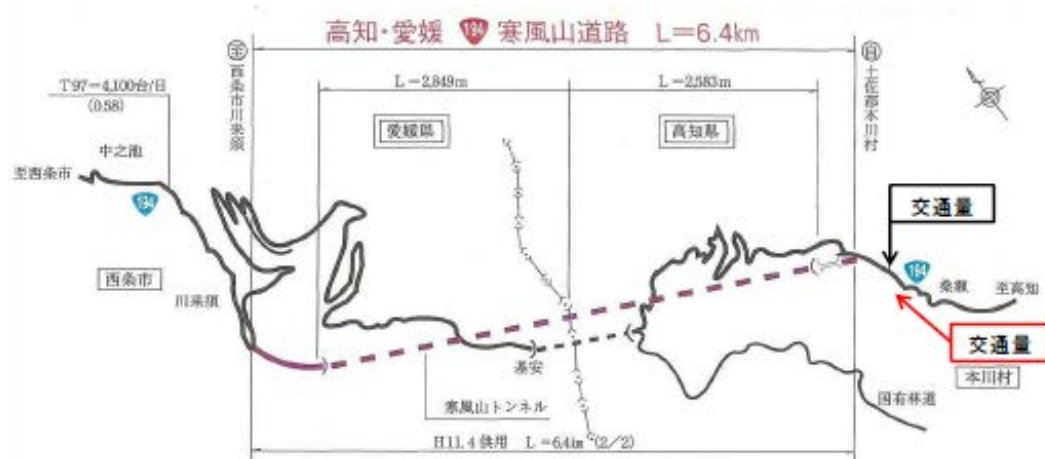 高知・愛媛 194 寒風山道路 L=6.4km
至
西条市川来須
自
土佐郡本川村
T97=4,100台/日
(0.58)
L=2,849m
L=2,583m
愛媛県
高知県
中之池
至西条市
194
西条市
川来須
交通量
194
桑瀬
至高知
交通量
本川村
基安
寒風山トンネル
国有林道
H11.4供用 L=6.4km (2/2)